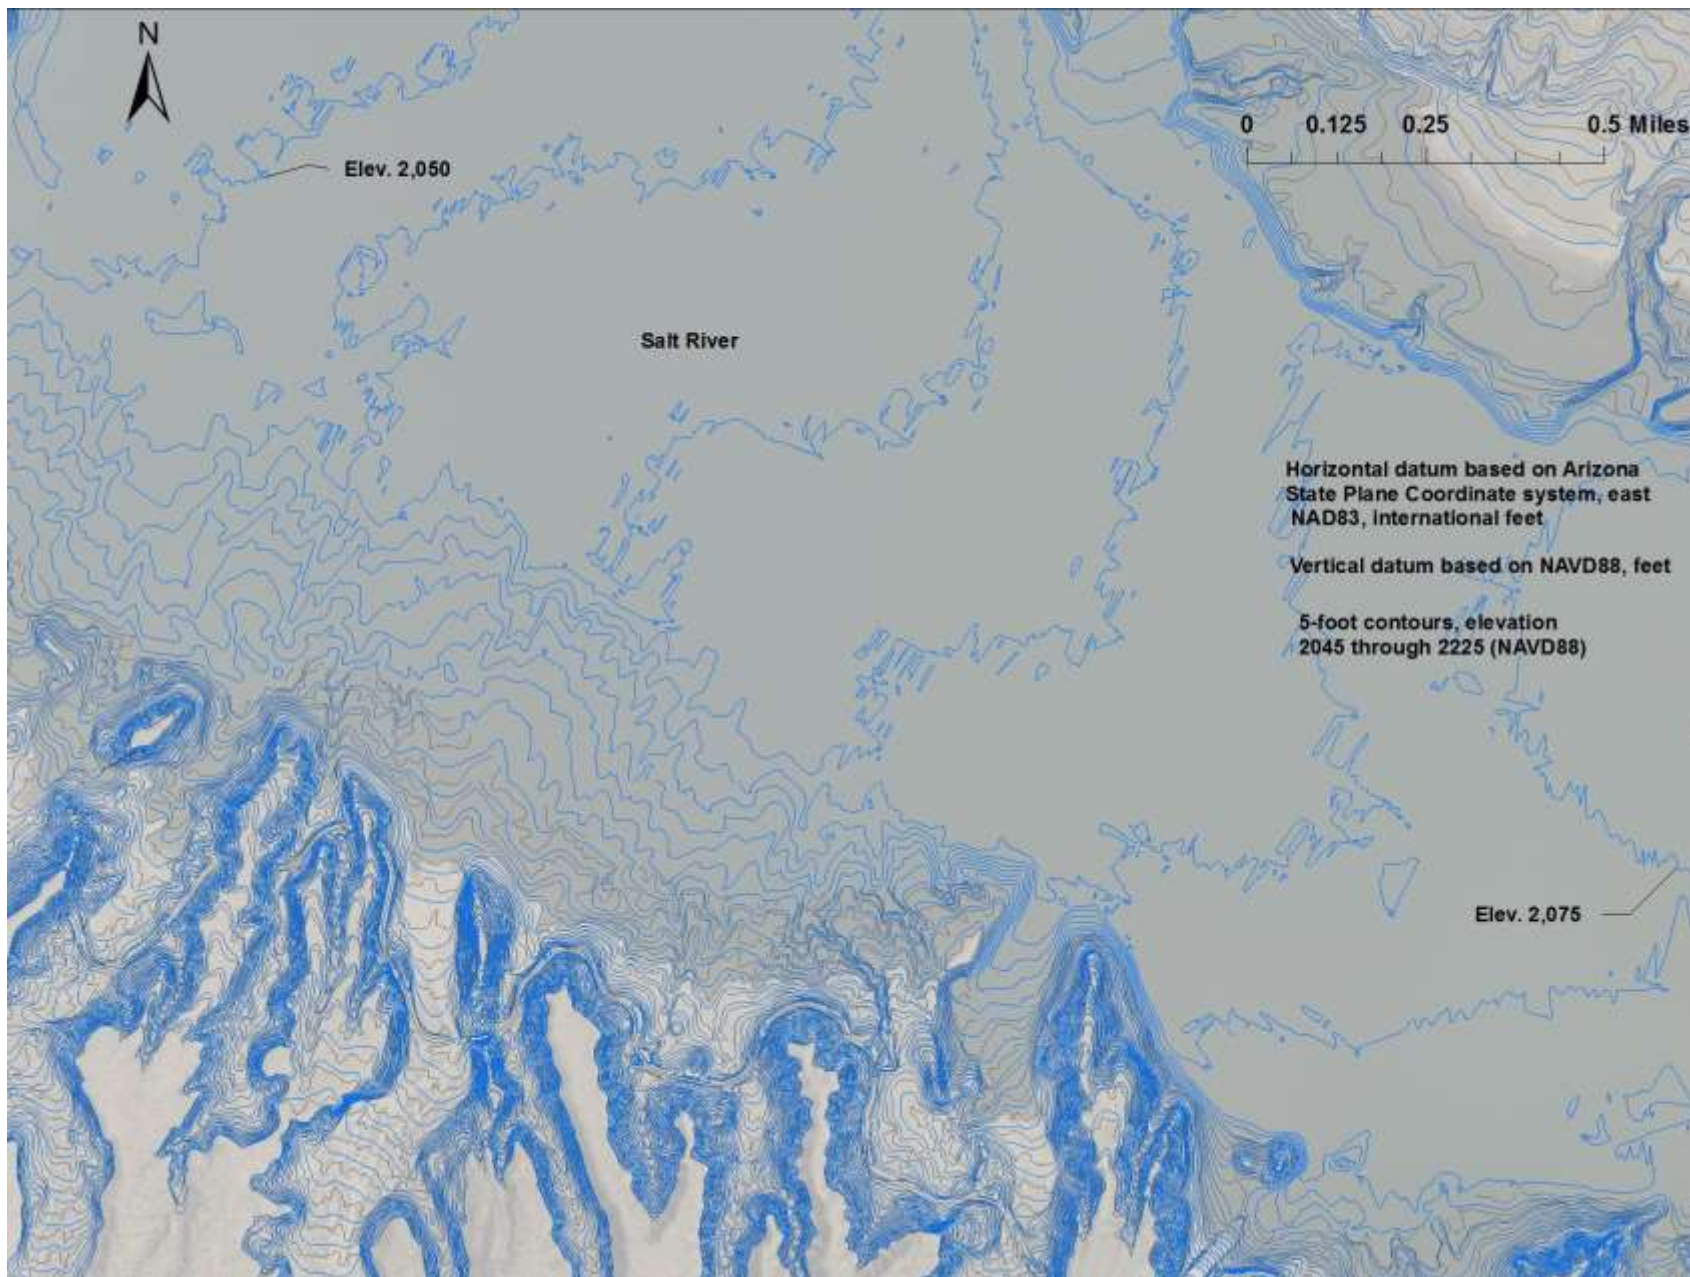 N
0 0.125 0.25 0.5 Miles
Elev. 2,050
Salt River
Horizontal datum based on Arizona
State Plane Coordinate system, east
NAD83, international feet
Vertical datum based on NAVD88, feet
5-foot contours, elevation
2045 through 2225 (NAVD88)
Elev. 2,075